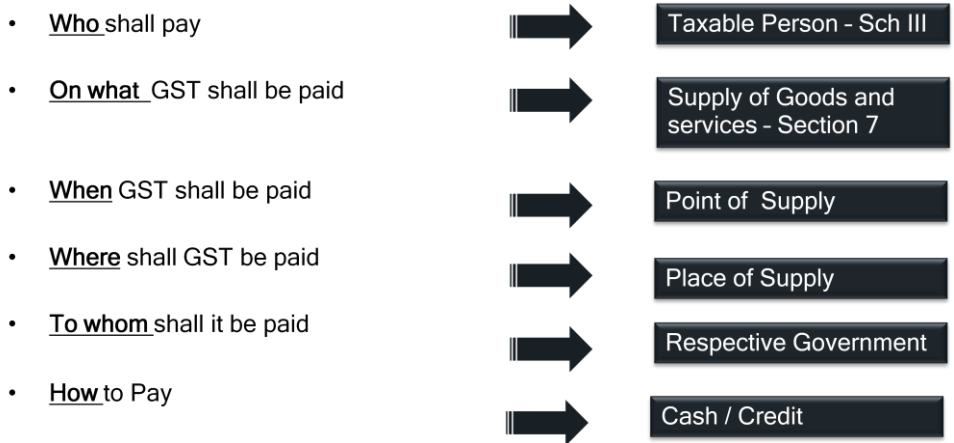 • Who shall pay
Taxable Person - Sch III
• On what GST shall be paid
Supply of Goods and
services - Section 7
• When GST shall be paid
Point of Supply
• Where shall GST be paid
Place of Supply
• To whom shall it be paid
Respective Government
• How to Pay
Cash / Credit